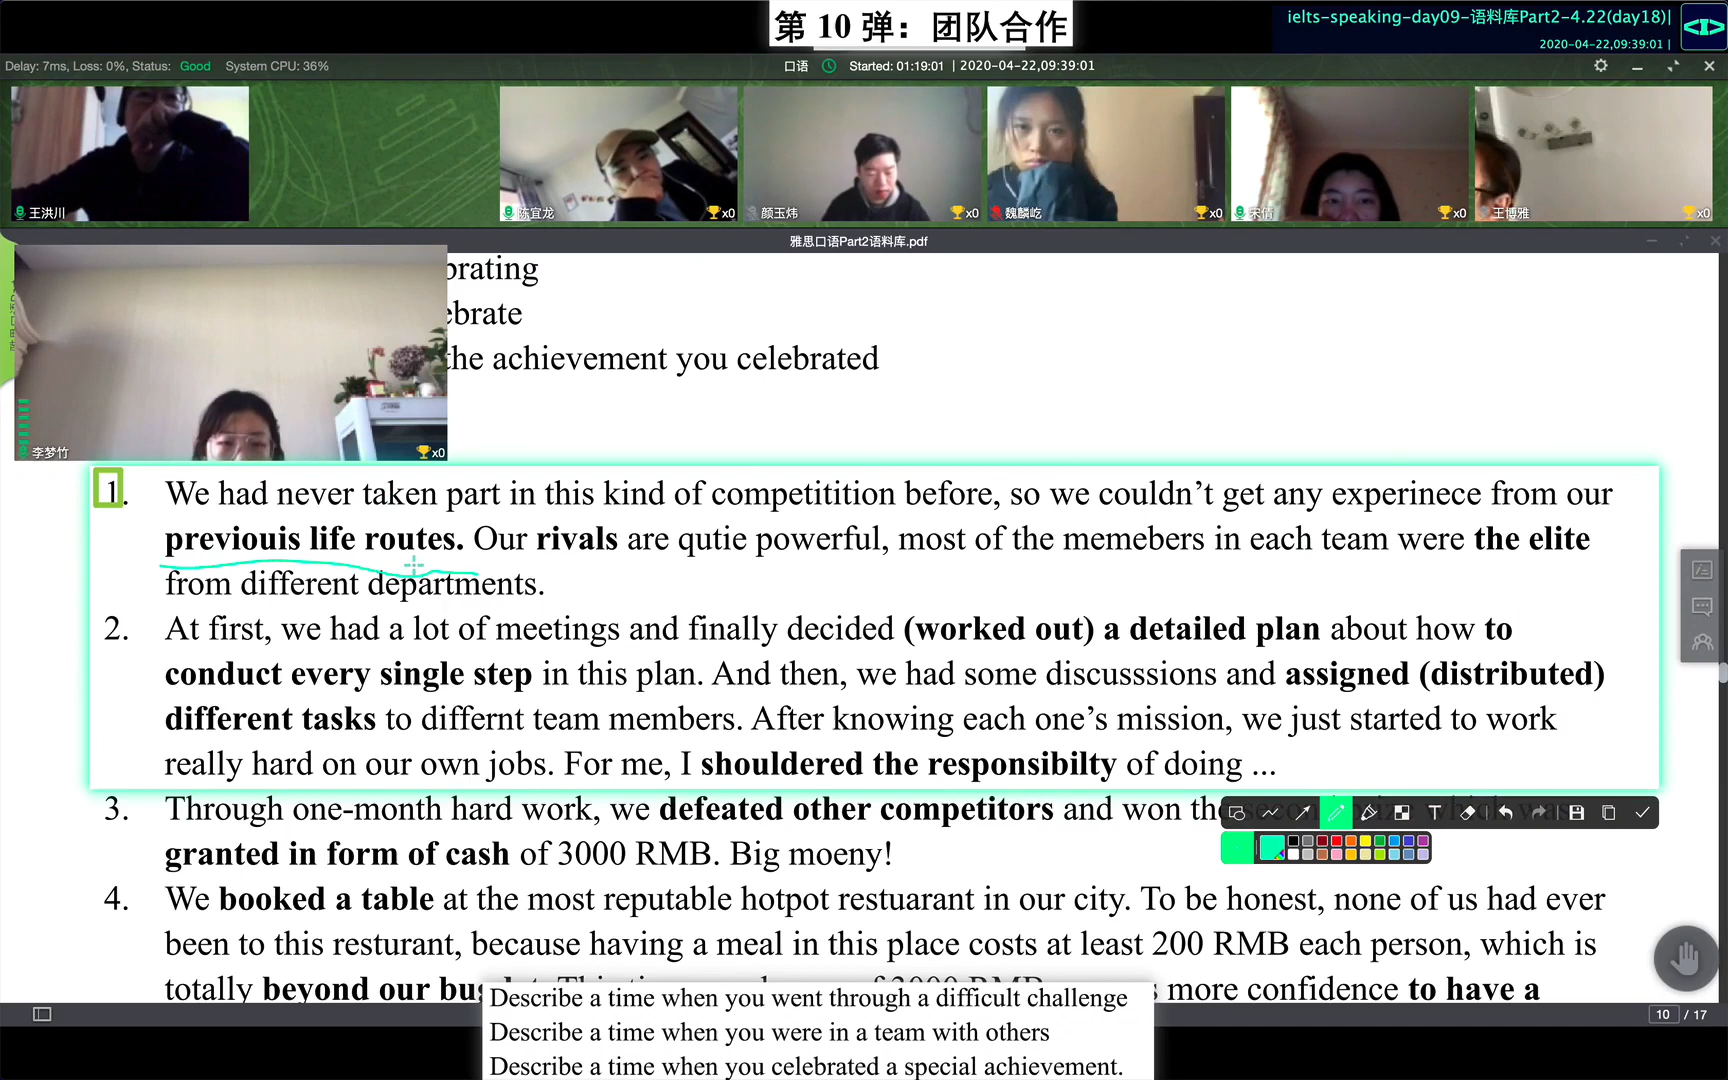 第 10 弹：团队合作
ielts-speaking-day09-语料库Part2-4.22(day18)|
2020-04-22,09:39:01 |
Delay: 7ms, Loss: 0%, Status: Good System CPU: 36%
口语 Started: 01:19:01 | 2020-04-22,09:39:01
王洪川
陈宜龙 x0
颜玉炜 x0
魏麟屹 x0
宋倩 x0
王博雅 x0
雅思口语Part2语料库.pdf
李梦竹 x0
brating
ebrate
the achievement you celebrated
1. We had never taken part in this kind of competitition before, so we couldn’t get any experinece from our
previouis life routes. Our rivals are qutie powerful, most of the memebers in each team were the elite
from different departments.
2. At first, we had a lot of meetings and finally decided (worked out) a detailed plan about how to
conduct every single step in this plan. And then, we had some discusssions and assigned (distributed)
different tasks to differnt team members. After knowing each one’s mission, we just started to work
really hard on our own jobs. For me, I shouldered the responsibilty of doing ...
3. Through one-month hard work, we defeated other competitors and won the
granted in form of cash of 3000 RMB. Big moeny!
4. We booked a table at the most reputable hotpot restuarant in our city. To be honest, none of us had ever
been to this resturant, because having a meal in this place costs at least 200 RMB each person, which is
totally beyond our bu more confidence to have a
Describe a time when you went through a difficult challenge
Describe a time when you were in a team with others
Describe a time when you celebrated a special achievement.
10 / 17